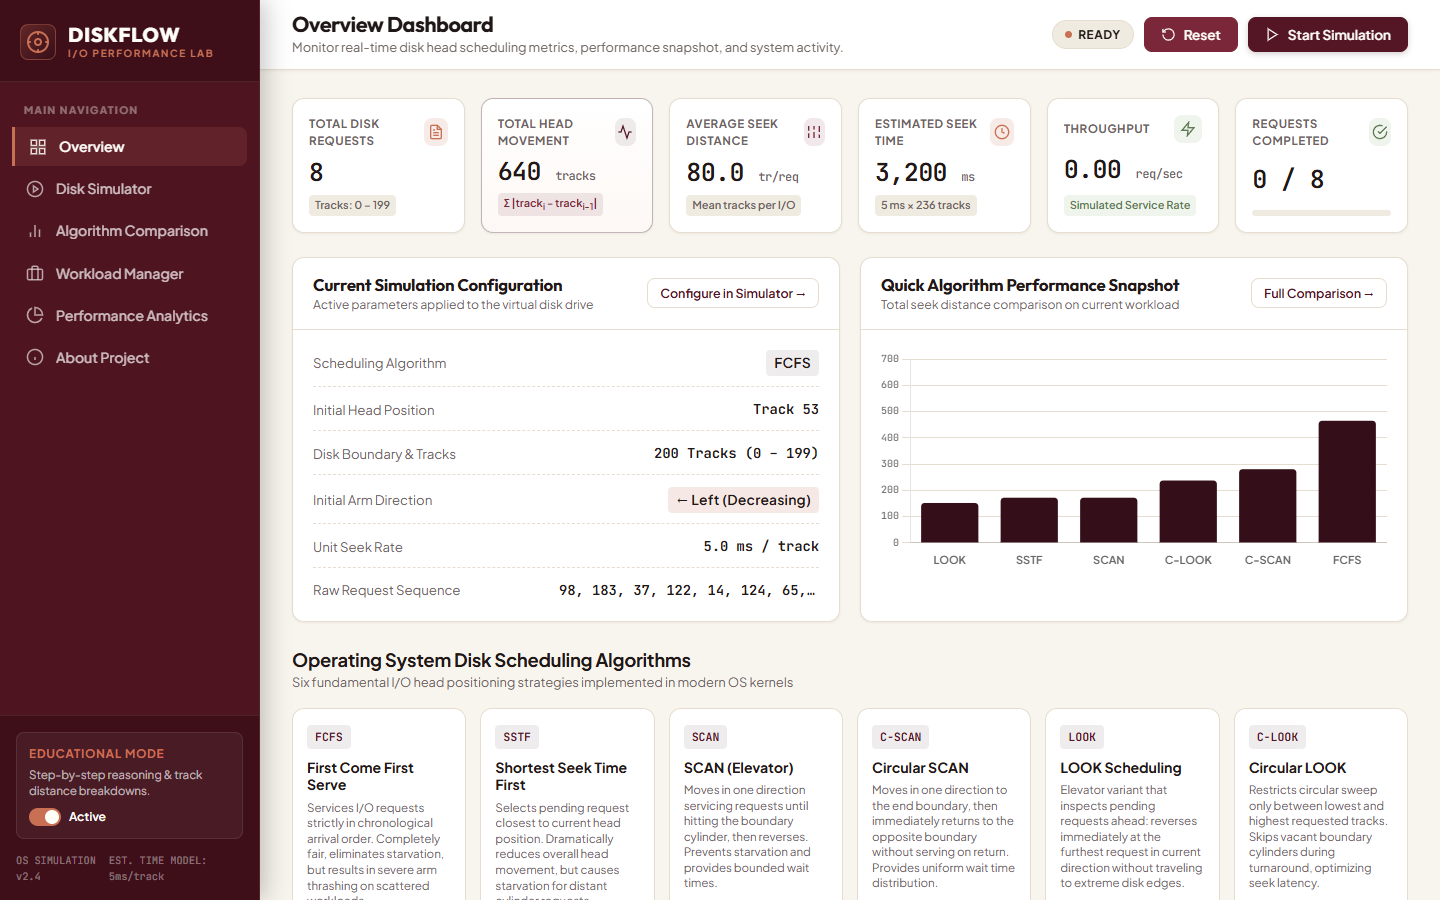 DISKFLOW
I/O PERFORMANCE LAB
MAIN NAVIGATION
Overview
Disk Simulator
Algorithm Comparison
Workload Manager
Performance Analytics
About Project
EDUCATIONAL MODE
Step-by-step reasoning & track
distance breakdowns.
Active
OS SIMULATION
v2.4
EST. TIME MODEL:
5ms/track
Overview Dashboard
Monitor real-time disk head scheduling metrics, performance snapshot, and system activity.
READY
Reset
Start Simulation
TOTAL DISK
REQUESTS
8
Tracks: 0 – 199
TOTAL HEAD
MOVEMENT
640 tracks
Σ |track_i − track_{i−1}|
AVERAGE SEEK
DISTANCE
80.0 tr/req
Mean tracks per I/O
ESTIMATED SEEK
TIME
3,200 ms
5 ms × 236 tracks
THROUGHPUT
0.00 req/sec
Simulated Service Rate
REQUESTS
COMPLETED
0 / 8
Current Simulation Configuration
Active parameters applied to the virtual disk drive
Configure in Simulator →
Scheduling Algorithm
FCFS
Initial Head Position
Track 53
Disk Boundary & Tracks
200 Tracks (0 – 199)
Initial Arm Direction
← Left (Decreasing)
Unit Seek Rate
5.0 ms / track
Raw Request Sequence
98, 183, 37, 122, 14, 124, 65,…
Quick Algorithm Performance Snapshot
Total seek distance comparison on current workload
Full Comparison →
700
600
500
400
300
200
100
0
LOOK
SSTF
SCAN
C-LOOK
C-SCAN
FCFS
Operating System Disk Scheduling Algorithms
Six fundamental I/O head positioning strategies implemented in modern OS kernels
FCFS
First Come First
Serve
Services I/O requests
strictly in chronological
arrival order. Completely
fair, eliminates starvation,
but results in severe arm
thrashing on scattered
workloads.
SSTF
Shortest Seek Time
First
Selects pending request
closest to current head
position. Dramatically
reduces overall head
movement, but causes
starvation for distant
cylinder requests.
SCAN
SCAN (Elevator)
Moves in one direction
servicing requests until
hitting the boundary
cylinder, then reverses.
Prevents starvation and
provides bounded wait
times.
C-SCAN
Circular SCAN
Moves in one direction to
the end boundary, then
immediately returns to the
opposite boundary
without serving on return.
Provides uniform wait time
distribution.
LOOK
LOOK Scheduling
Elevator variant that
inspects pending
requests ahead: reverses
immediately at the
furthest request in current
direction without traveling
to extreme disk edges.
C-LOOK
Circular LOOK
Restricts circular sweep
only between lowest and
highest requested tracks.
Skips vacant boundary
cylinders during
turnaround, optimizing
seek latency.